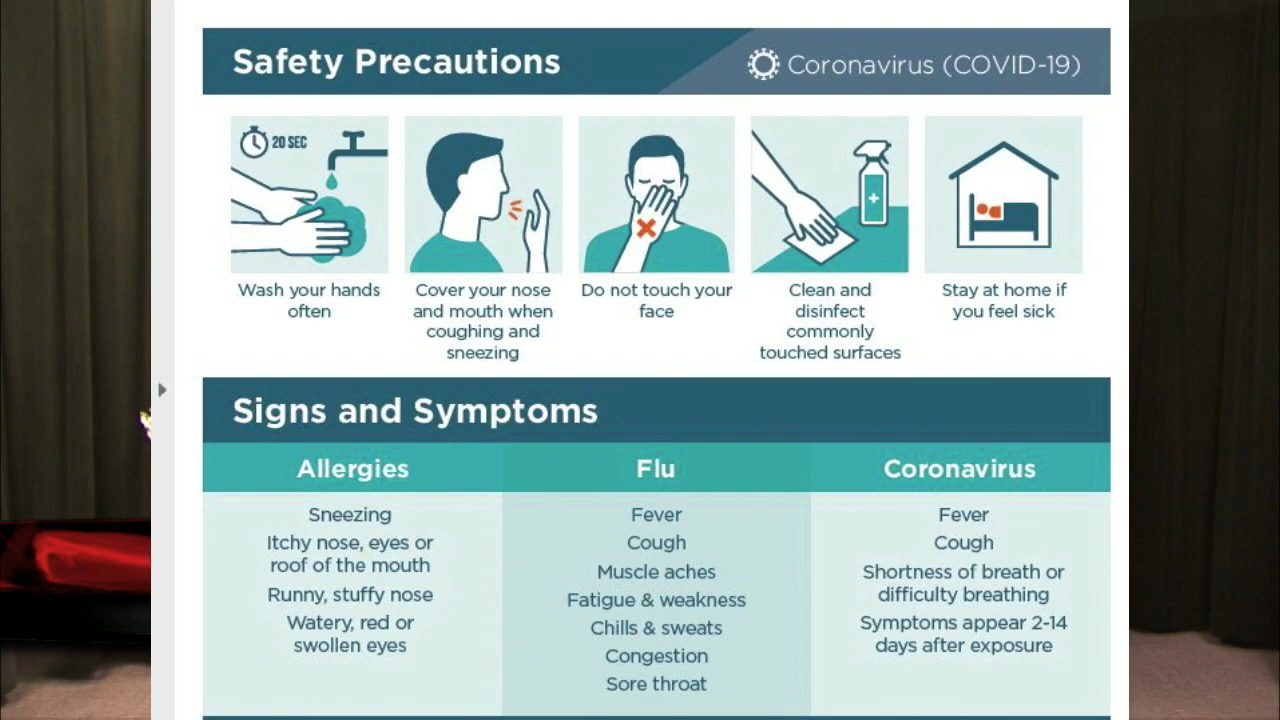 Safety Precautions
Coronavirus (COVID-19)
20 SEC
Wash your hands
often
Cover your nose
and mouth when
coughing and
sneezing
Do not touch your
face
Clean and
disinfect
commonly
touched surfaces
Stay at home if
you feel sick
Signs and Symptoms
Allergies
Sneezing
Itchy nose, eyes or
roof of the mouth
Runny, stuffy nose
Watery, red or
swollen eyes
Flu
Fever
Cough
Muscle aches
Fatigue & weakness
Chills & sweats
Congestion
Sore throat
Coronavirus
Fever
Cough
Shortness of breath or
difficulty breathing
Symptoms appear 2-14
days after exposure